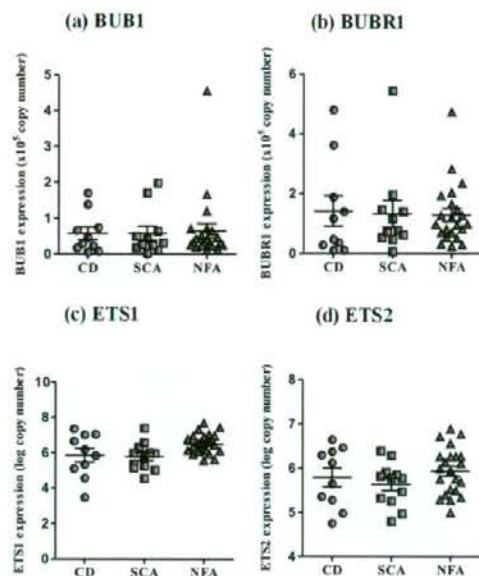 (a) BUB1
BUB1 expression (x10⁵ copy number)
5
4
3
2
1
0
CD SCA NFA
(b) BUBR1
BUBR1 expression (x10⁵ copy number)
6
4
2
0
CD SCA NFA
(c) ETS1
ETS1 expression (log copy number)
10
8
6
4
2
0
CD SCA NFA
(d) ETS2
ETS2 expression (log copy number)
8
7
6
5
4
CD SCA NFA